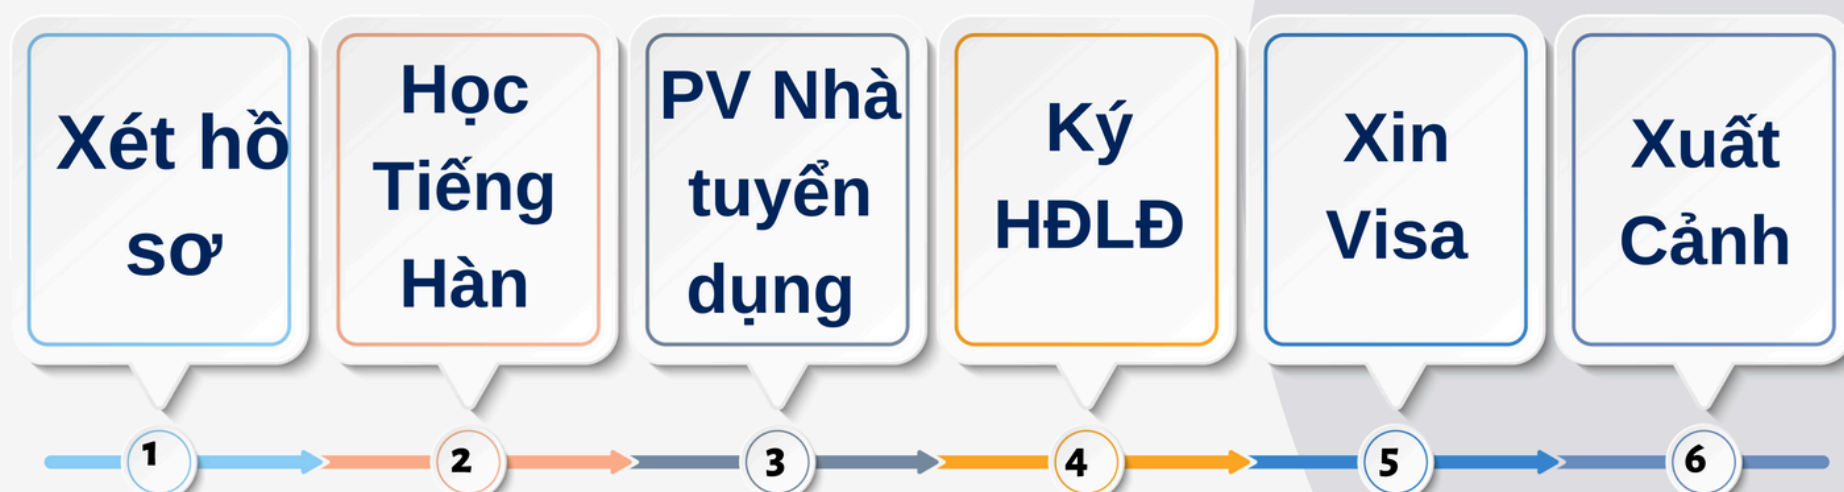 Xét hồ
sơ
Học
Tiếng
Hàn
PV Nhà
tuyển
dụng
Ký
HĐLĐ
Xin
Visa
Xuất
Cảnh
1
2
3
4
5
6